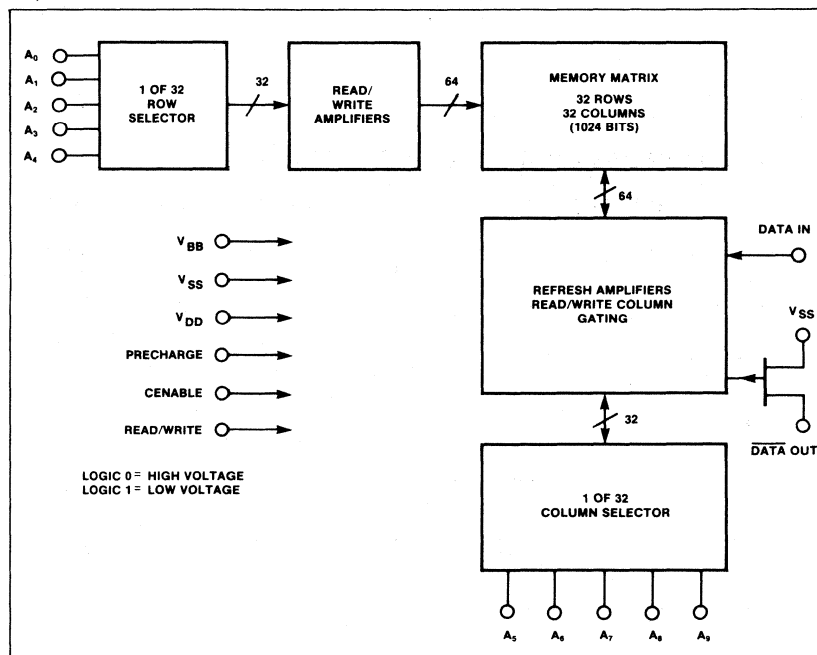 A0
A1
A2
A3
A4
1 OF 32
ROW
SELECTOR
32
READ/
WRITE
AMPLIFIERS
64
MEMORY MATRIX
32 ROWS
32 COLUMNS
(1024 BITS)
64
DATA IN
REFRESH AMPLIFIERS
READ/WRITE COLUMN
GATING
VSS
DATA OUT
32
1 OF 32
COLUMN SELECTOR
A5 A6 A7 A8 A9
VBB
VSS
VDD
PRECHARGE
CENABLE
READ/WRITE
LOGIC 0 = HIGH VOLTAGE
LOGIC 1 = LOW VOLTAGE